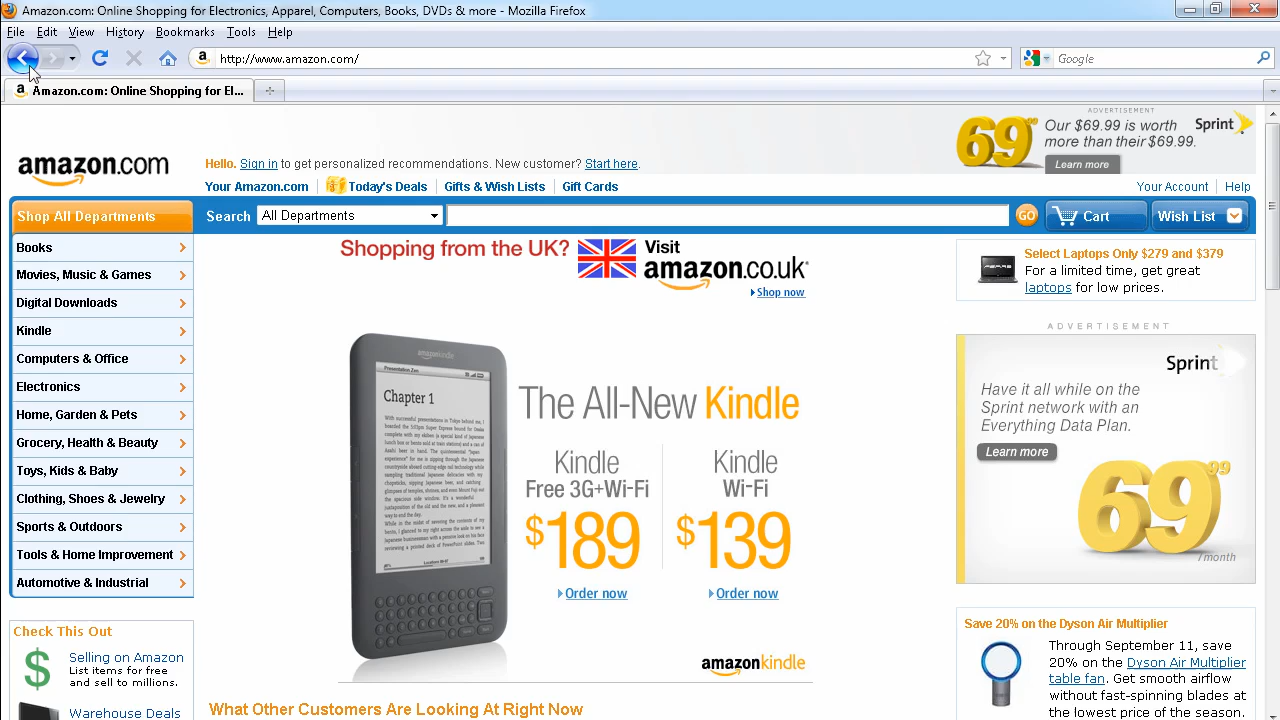 Amazon.com: Online Shopping for Electronics, Apparel, Computers, Books, DVDs & more - Mozilla Firefox
File Edit View History Bookmarks Tools Help
http://www.amazon.com/
Google
Amazon.com: Online Shopping for El...
ADVERTISEMENT
69.99
Our $69.99 is worth
more than their $69.99.
Sprint
Learn more
amazon.com
Hello. Sign in to get personalized recommendations. New customer? Start here.
Your Amazon.com Today's Deals Gifts & Wish Lists Gift Cards
Your Account Help
Shop All Departments
Search All Departments GO Cart Wish List
Books
Movies, Music & Games
Digital Downloads
Kindle
Computers & Office
Electronics
Home, Garden & Pets
Grocery, Health & Beauty
Toys, Kids & Baby
Clothing, Shoes & Jewelry
Sports & Outdoors
Tools & Home Improvement
Automotive & Industrial
Check This Out
Selling on Amazon
List items for free
and sell to millions.
Warehouse Deals
Shopping from the UK?
Visit
amazon.co.uk
Shop now
amazonkindle
Chapter 1
The All-New Kindle
Kindle
Free 3G+Wi-Fi
$189
Order now
Kindle
Wi-Fi
$139
Order now
amazonkindle
What Other Customers Are Looking At Right Now
Select Laptops Only $279 and $379
For a limited time, get great
laptops for low prices.
ADVERTISEMENT
Sprint
Have it all while on the
Sprint network with an
Everything Data Plan.
Learn more
69.99
/month
Save 20% on the Dyson Air Multiplier
Through September 11, save
20% on the Dyson Air Multiplier
table fan. Get smooth airflow
without fast-spinning blades at
the lowest price of the season.